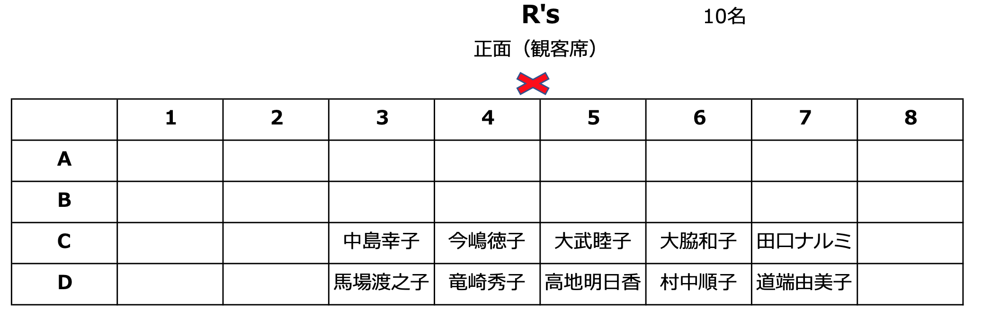 R's 10名
正面（観客席）
1 2 3 4 5 6 7 8
A
B
C 中島幸子 今嶋徳子 大武睦子 大脇和子 田口ナルミ
D 馬場渡之子 竜崎秀子 高地明日香 村中順子 道端由美子